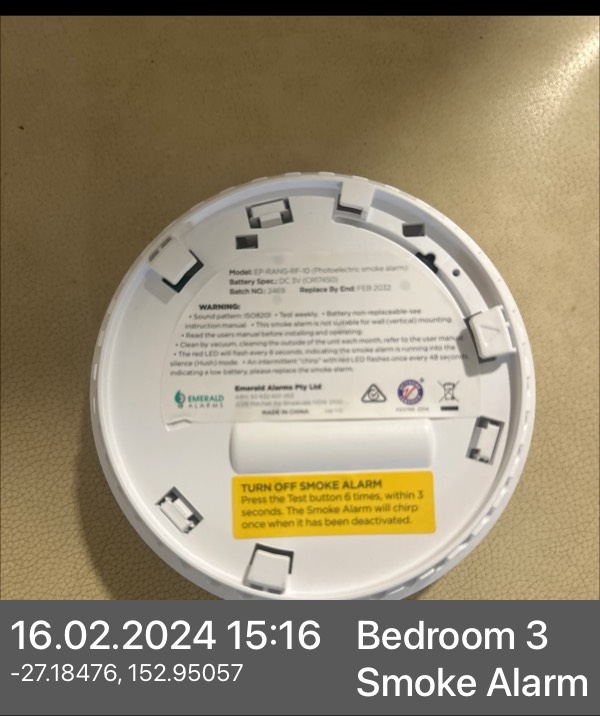 Model: EP-RANG-RF-10 (Photoelectric smoke alarm)
Battery Spec.: DC 3V (CR17450)
Batch NO.: 2469 Replace By End: FEB 2032
WARNING:
• Sound pattern: ISO8201 • Test weekly. • Battery non-replaceable-see
instruction manual. • This smoke alarm is not suitable for wall (vertical) mounting.
• Read the users manual before installing and operating.
• Clean by vacuum, cleaning the outside of the unit each month, refer to the user manual.
• The red LED will flash every 8 seconds, indicating the smoke alarm is running into the
silence (Hush) mode. • An intermittent "chirp" with red LED flashes once every 48 seconds,
indicating a low battery, please replace the smoke alarm.
EMERALD
ALARMS
Emerald Alarms Pty Ltd
MADE IN CHINA
TURN OFF SMOKE ALARM
Press the Test button 6 times, within 3
seconds. The Smoke Alarm will chirp
once when it has been deactivated.
16.02.2024 15:16
-27.18476, 152.95057
Bedroom 3
Smoke Alarm